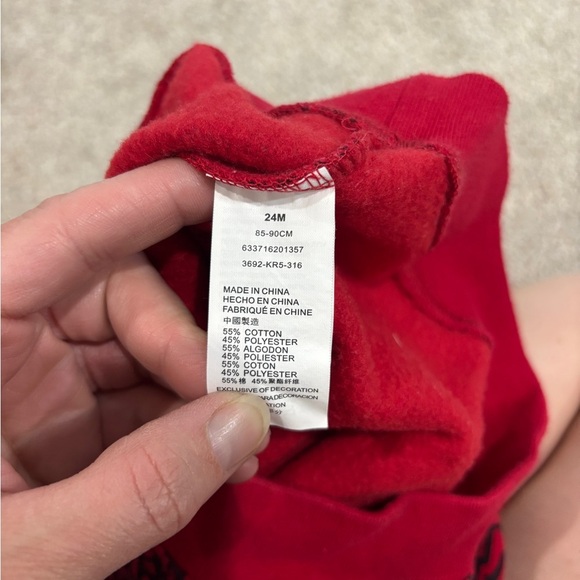 24M
85-90CM
633716201357
3692-KR5-316
MADE IN CHINA
HECHO EN CHINA
FABRIQUÉ EN CHINE
中國製造
55% COTTON
45% POLYESTER
55% ALGODON
45% POLIESTER
55% COTON
45% POLYESTER
55% 棉 45% 聚酯纤维
EXCLUSIVE OF DECORATION